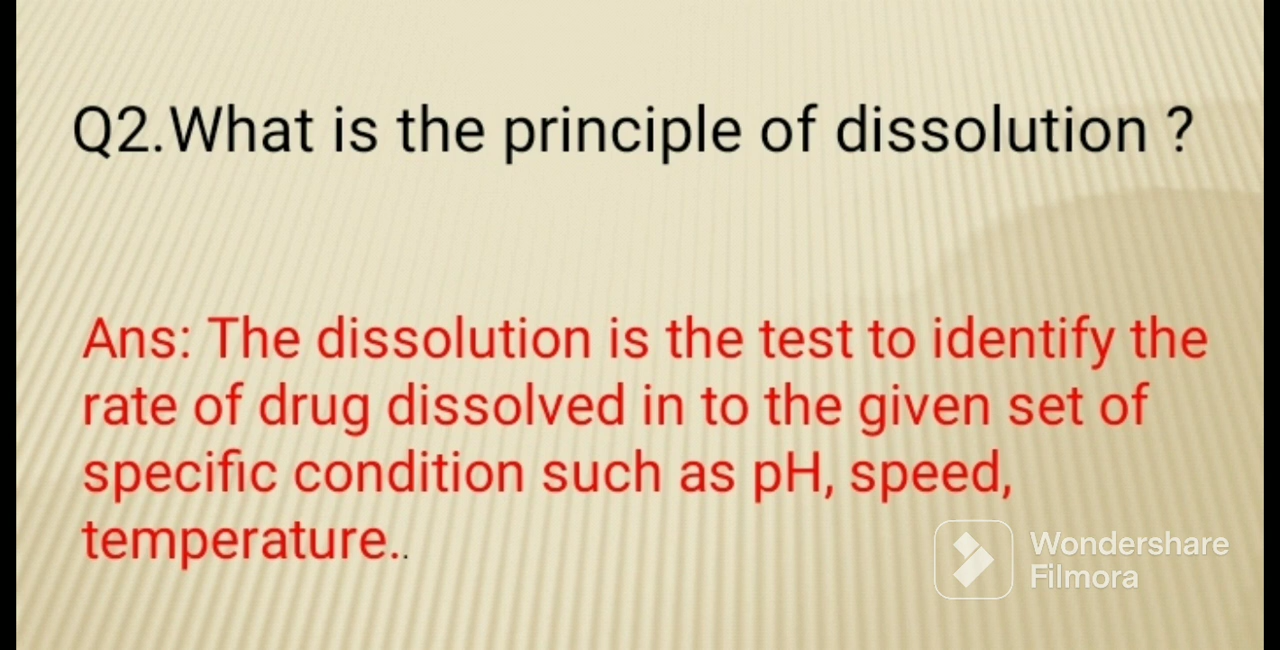 Q2.What is the principle of dissolution ?
Ans: The dissolution is the test to identify the
rate of drug dissolved in to the given set of
specific condition such as pH, speed,
temperature..
Wondershare
Filmora